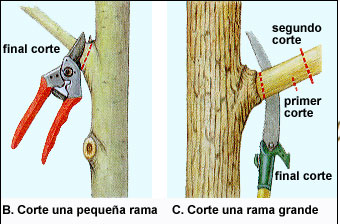 final corte
B. Corte una pequeña rama
segundo
corte
primer
corte
final corte
C. Corte una rama grande